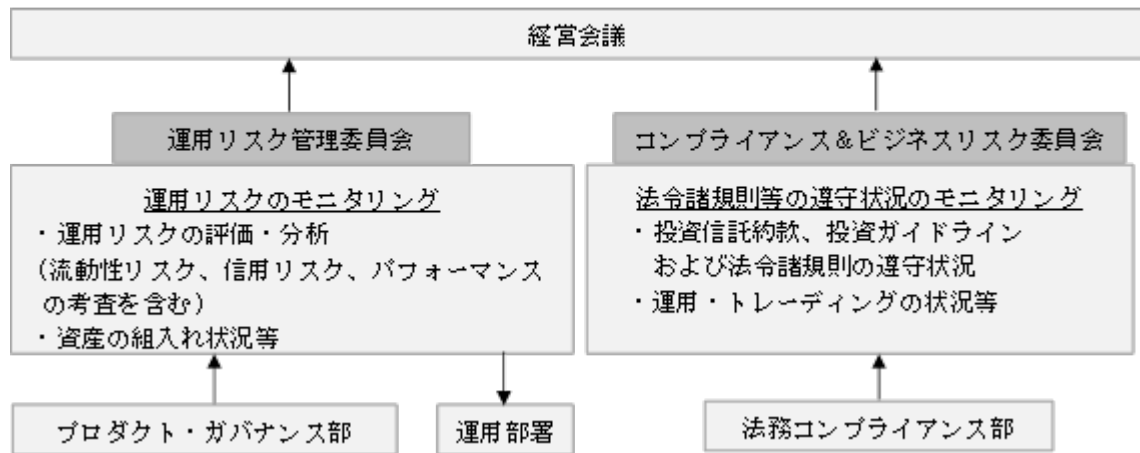 経営会議
運用リスク管理委員会
運用リスクのモニタリング
・運用リスクの評価・分析
(流動性リスク、信用リスク、パフォーマンス
の考査を含む)
・資産の組入れ状況等
コンプライアンス&ビジネスリスク委員会
法令諸規則等の遵守状況のモニタリング
・投資信託約款、投資ガイドライン
および法令諸規則の遵守状況
・運用・トレーディングの状況等
プロダクト・ガバナンス部
運用部署
法務コンプライアンス部